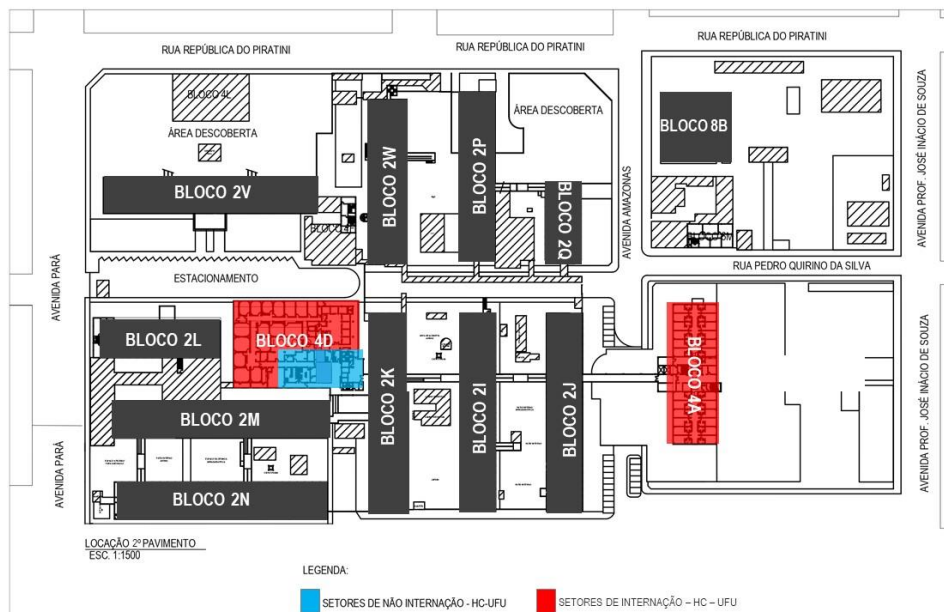 RUA REPÚBLICA DO PIRATINI
RUA REPÚBLICA DO PIRATINI
RUA REPÚBLICA DO PIRATINI
BLOCO 4L
ÁREA DESCOBERTA
ÁREA DESCOBERTA
BLOCO 8B
BLOCO 2W
BLOCO 2P
BLOCO 2V
BLOCO 2Q
AVENIDA AMAZONAS
AVENIDA PROF. JOSÉ INÁCIO DE SOUZA
AVENIDA PARÁ
ESTACIONAMENTO
RUA PEDRO QUIRINO DA SILVA
BLOCO 2L
BLOCO 4D
BLOCO 2K
BLOCO 2I
BLOCO 2J
BLOCO 4A
BLOCO 2M
BLOCO 2N
AVENIDA PARÁ
AVENIDA PROF. JOSÉ INÁCIO DE SOUZA
LOCAÇÃO 2º PAVIMENTO
ESC. 1:1500
LEGENDA:
SETORES DE NÃO INTERNAÇÃO - HC-UFU
SETORES DE INTERNAÇÃO – HC – UFU